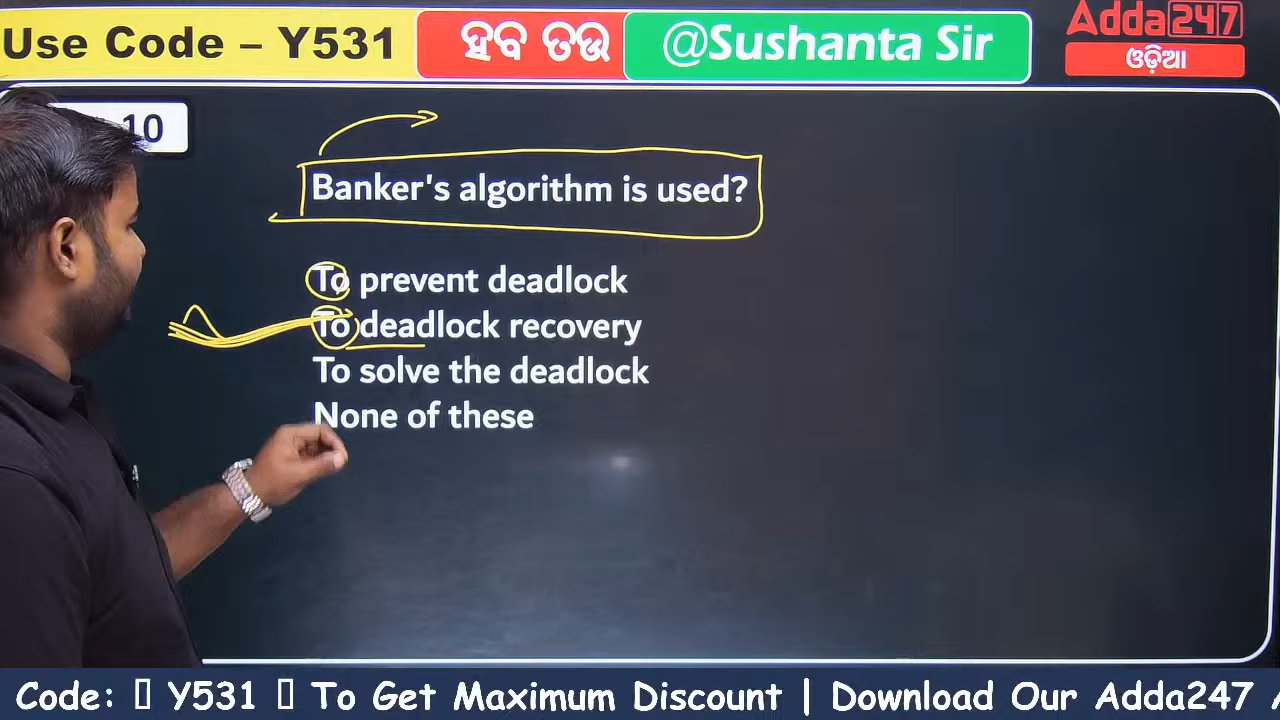 Use Code – Y531
ହବ ତଉ
@Sushanta Sir
Adda247
ଓଡ଼ିଆ
10
Banker's algorithm is used?
To prevent deadlock
To deadlock recovery
To solve the deadlock
None of these
Code: Y531 To Get Maximum Discount | Download Our Adda247